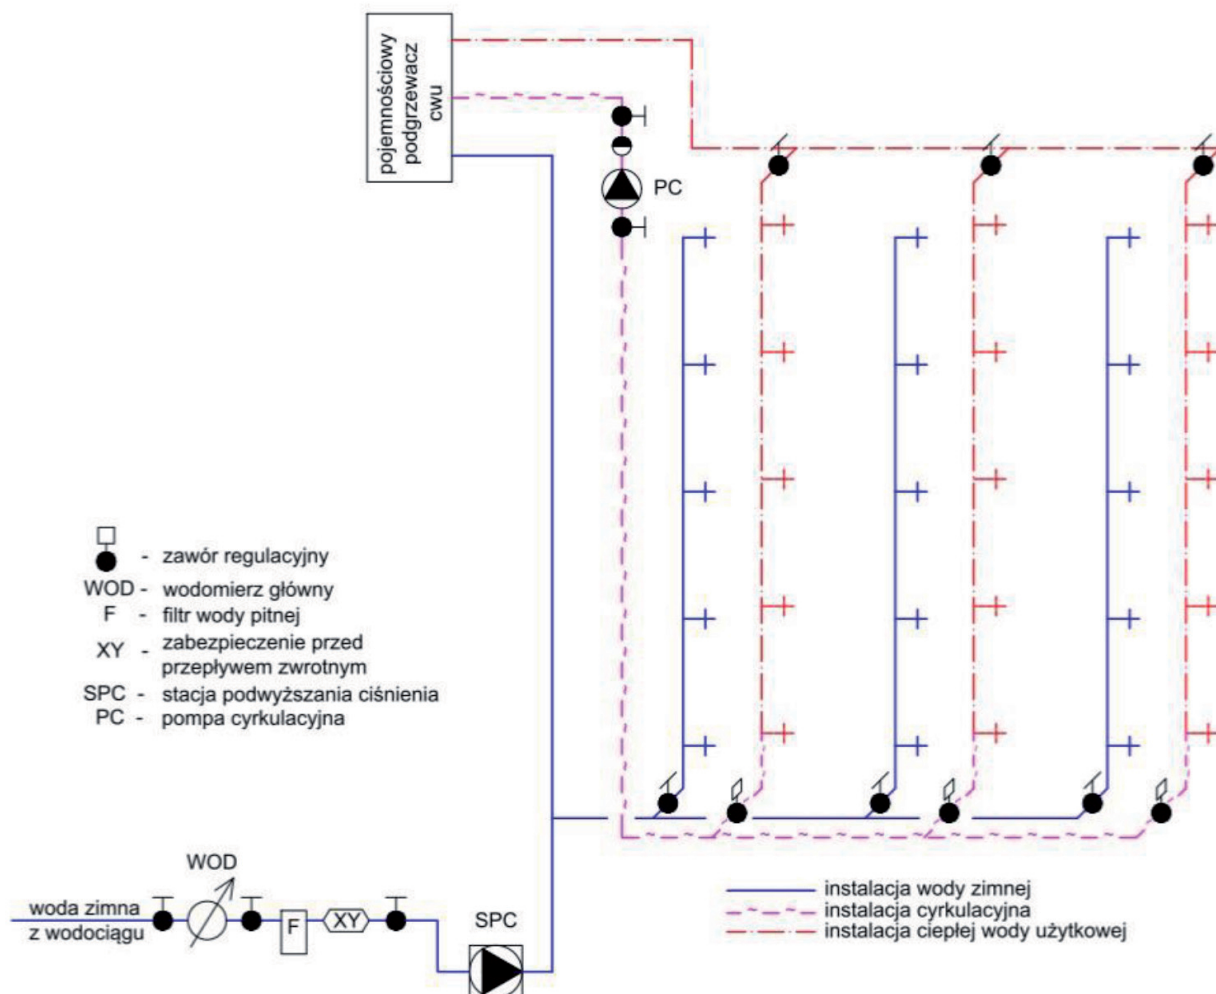 pojemnościowy
podgrzewacz
cwu
PC
- zawór regulacyjny
WOD - wodomierz główny
F - filtr wody pitnej
XY - zabezpieczenie przed
przepływem zwrotnym
SPC - stacja podwyższania ciśnienia
PC - pompa cyrkulacyjna
WOD
woda zimna
z wodociągu
F
XY
SPC
instalacja wody zimnej
instalacja cyrkulacyjna
instalacja ciepłej wody użytkowej